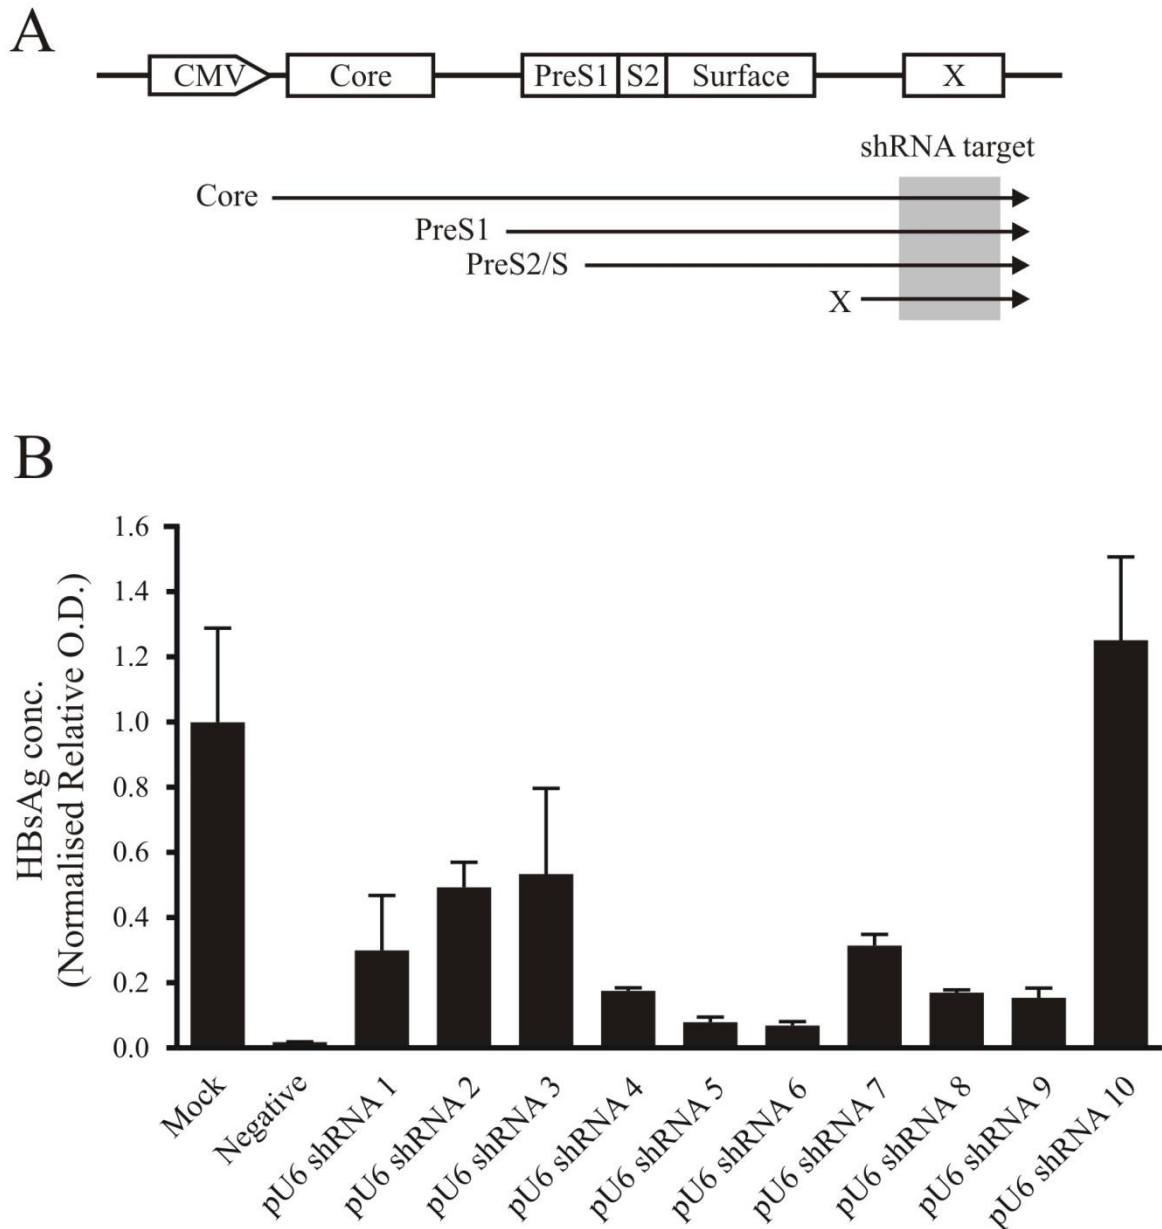 A
CMV Core PreS1 S2 Surface X
shRNA target
Core
PreS1
PreS2/S
X
B
HBsAg conc.
(Normalised Relative O.D.)
1.6
1.4
1.2
1.0
0.8
0.6
0.4
0.2
0.0
Mock
Negative
pU6 shRNA 1
pU6 shRNA 2
pU6 shRNA 3
pU6 shRNA 4
pU6 shRNA 5
pU6 shRNA 6
pU6 shRNA 7
pU6 shRNA 8
pU6 shRNA 9
pU6 shRNA 10